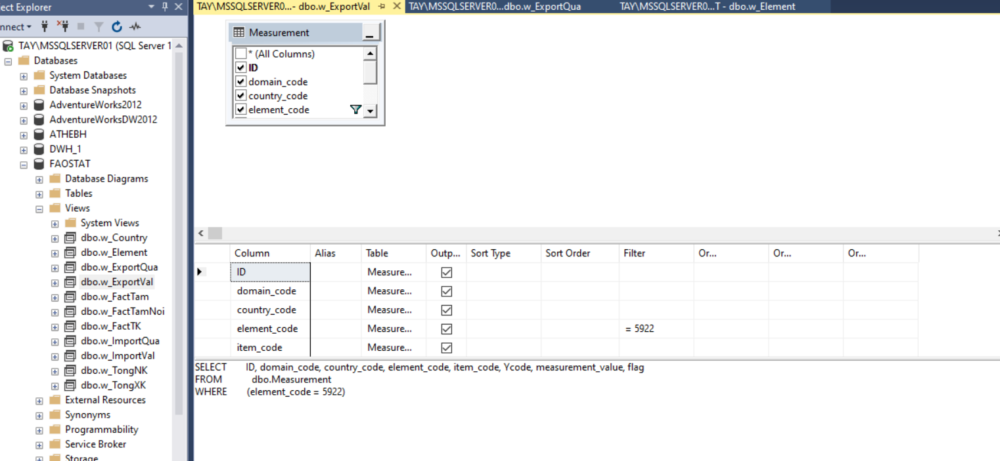 ect Explorer
nnect
TAY\MSSQLSERVER01 (SQL Server 1
Databases
System Databases
Database Snapshots
AdventureWorks2012
AdventureWorksDW2012
ATHEBH
DWH_1
FAOSTAT
Database Diagrams
Tables
Views
System Views
dbo.w_Country
dbo.w_Element
dbo.w_ExportQua
dbo.w_ExportVal
dbo.w_FactTam
dbo.w_FactTamNoi
dbo.w_FactTK
dbo.w_ImportQua
dbo.w_ImportVal
dbo.w_TongNK
dbo.w_TongXK
External Resources
Synonyms
Programmability
Service Broker
Storage
TAY\MSSQLSERVER0...- dbo.w_ExportVal TAY\MSSQLSERVER0...dbo.w_ExportQua TAY\MSSQLSERVER0...T - dbo.w_Element
Measurement
* (All Columns)
ID
domain_code
country_code
element_code
Column Alias Table Outp... Sort Type Sort Order Filter Or... Or... Or...
ID Measure...
domain_code Measure...
country_code Measure...
element_code Measure... = 5922
item_code Measure...
SELECT ID, domain_code, country_code, element_code, item_code, Ycode, measurement_value, flag
FROM dbo.Measurement
WHERE (element_code = 5922)